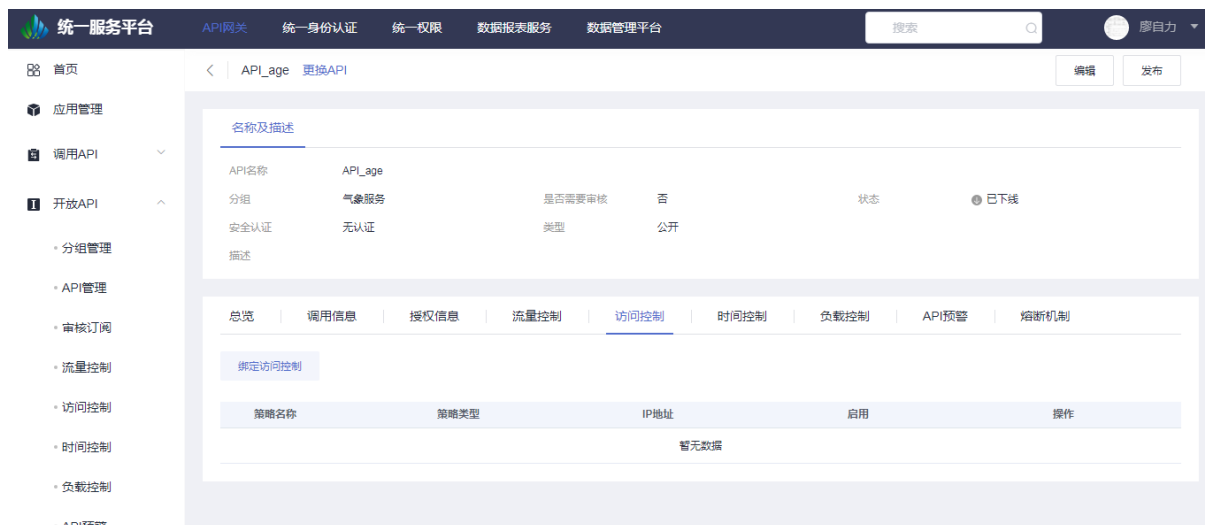 统一服务平台
API网关 统一身份认证 统一权限 数据报表服务 数据管理平台 搜索 廖自力
首页
应用管理
调用API
开放API
分组管理
API管理
审核订阅
流量控制
访问控制
时间控制
负载控制
API预警
API_age 更换API 编辑 发布
名称及描述
API名称 API_age
分组 气象服务 是否需要审核 否 状态 已下线
安全认证 无认证 类型 公开
描述
总览 调用信息 授权信息 流量控制 访问控制 时间控制 负载控制 API预警 熔断机制
绑定访问控制
策略名称 策略类型 IP地址 启用 操作
暂无数据